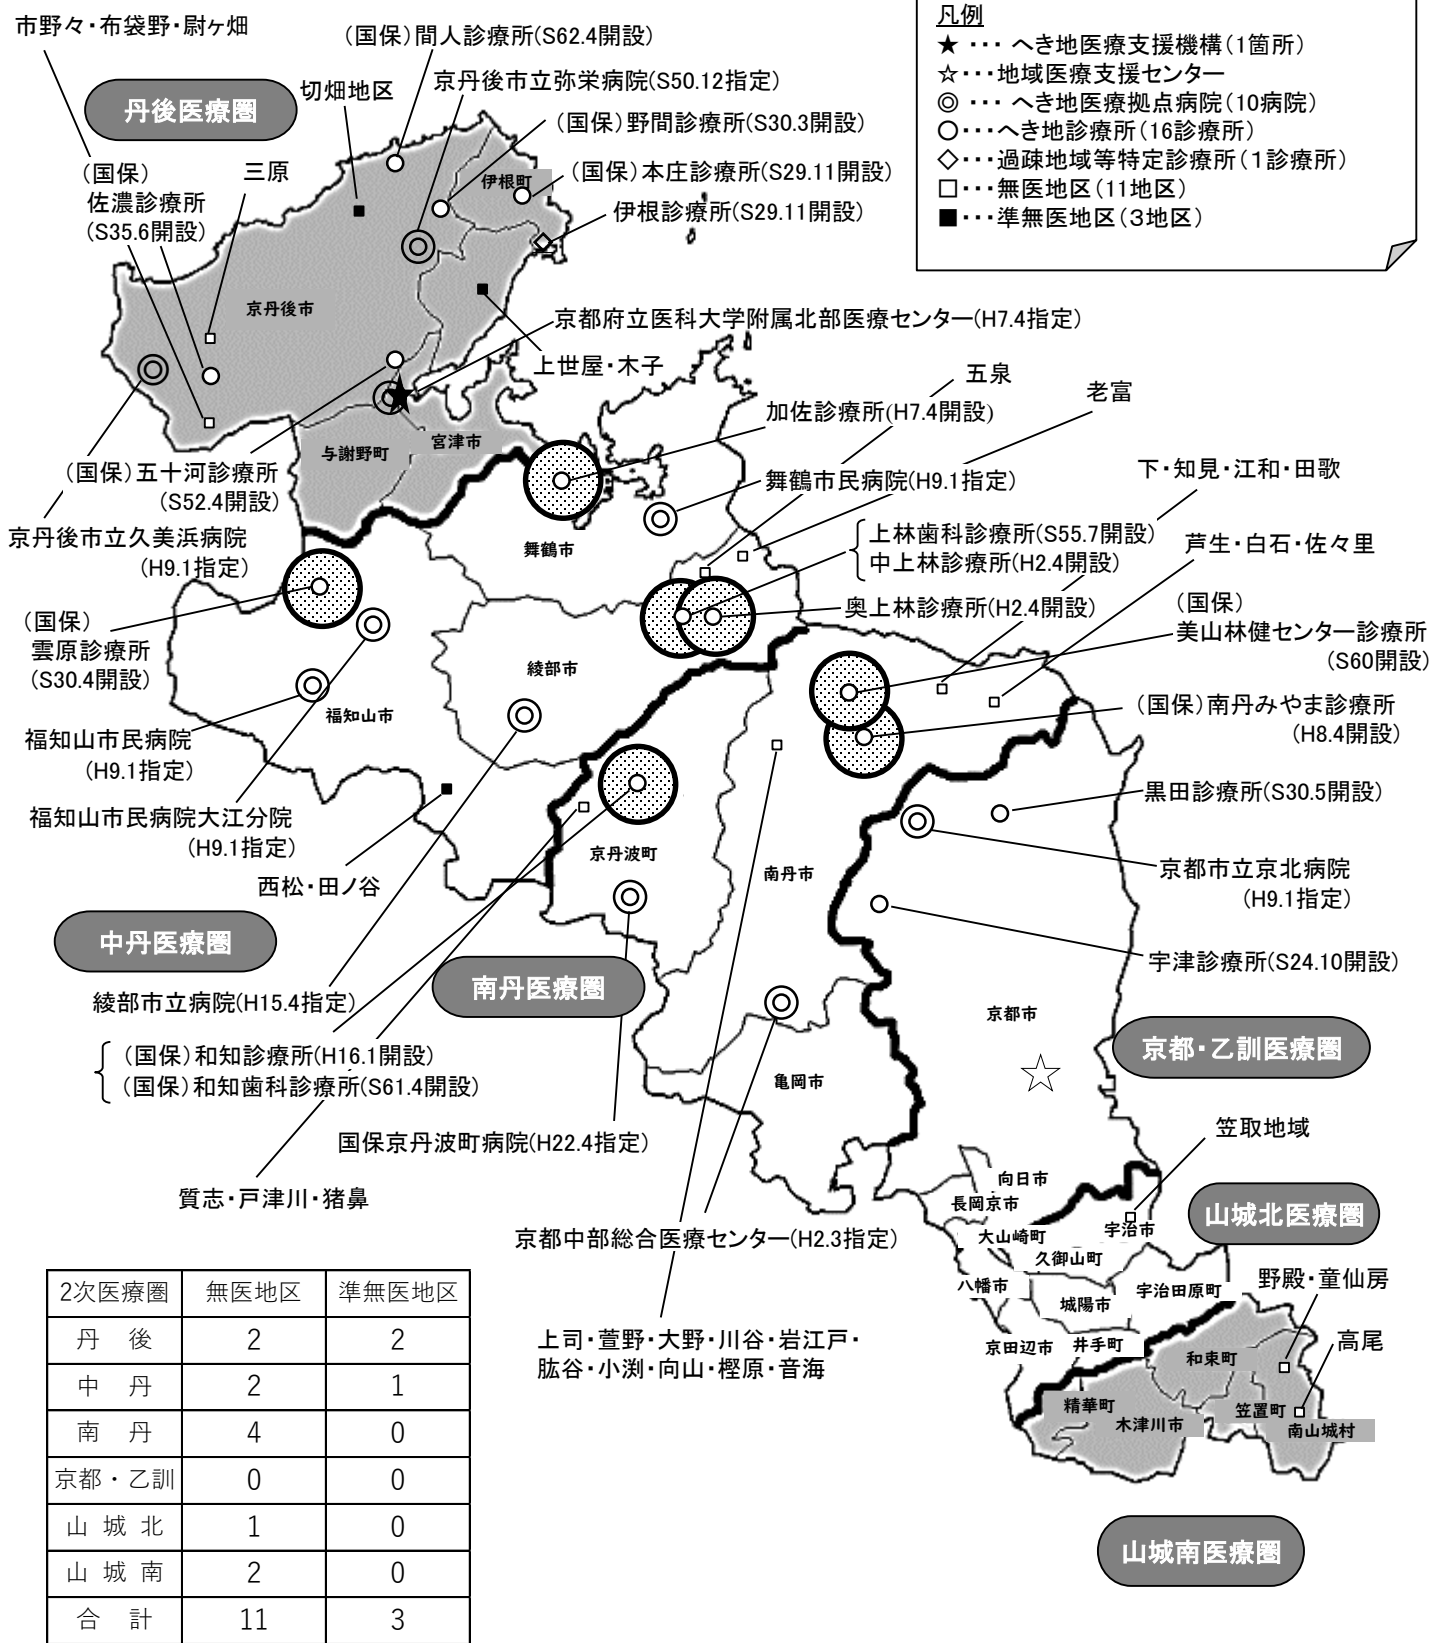 凡例
★ ・・・ へき地医療支援機構（1箇所）
☆・・・地域医療支援センター
◎ ・・・ へき地医療拠点病院（10病院）
○・・・へき地診療所（16診療所）
◇・・・過疎地域等特定診療所（1診療所）
□・・・無医地区（11地区）
■・・・準無医地区（3地区）
市野々・布袋野・尉ヶ畑
（国保）間人診療所(S62.4開設)
京丹後市立弥栄病院(S50.12指定)
切畑地区
丹後医療圏
（国保）野間診療所(S30.3開設)
（国保）
佐濃診療所
(S35.6開設)
三原
伊根町
（国保）本庄診療所(S29.11開設)
伊根診療所(S29.11開設)
京丹後市
京都府立医科大学附属北部医療センター(H7.4指定)
上世屋・木子
五泉
老富
加佐診療所(H7.4開設)
与謝野町
宮津市
（国保）五十河診療所
(S52.4開設)
舞鶴市民病院(H9.1指定)
下・知見・江和・田歌
京丹後市立久美浜病院
(H9.1指定)
舞鶴市
上林歯科診療所(S55.7開設)
中上林診療所(H2.4開設)
芦生・白石・佐々里
奥上林診療所(H2.4開設)
（国保）
美山林健センター診療所
(S60開設)
（国保）
雲原診療所
(S30.4開設)
綾部市
福知山市
（国保）南丹みやま診療所
(H8.4開設)
福知山市民病院
(H9.1指定)
黒田診療所(S30.5開設)
福知山市民病院大江分院
(H9.1指定)
京丹波町
南丹市
京都市立京北病院
(H9.1指定)
西松・田ノ谷
中丹医療圏
宇津診療所(S24.10開設)
南丹医療圏
綾部市立病院(H15.4指定)
京都市
京都・乙訓医療圏
（国保）和知診療所(H16.1開設)
（国保）和知歯科診療所(S61.4開設)
亀岡市
国保京丹波町病院(H22.4指定)
笠取地域
質志・戸津川・猪鼻
向日市
長岡京市
山城北医療圏
大山崎町
宇治市
京都中部総合医療センター(H2.3指定)
久御山町
八幡市
宇治田原町
野殿・童仙房
城陽市
上司・萱野・大野・川谷・岩江戸・
肱谷・小渕・向山・樫原・音海
京田辺市
井手町
高尾
和束町
精華町
木津川市
笠置町
南山城村
山城南医療圏
2次医療圏 無医地区 準無医地区
丹 後 2 2
中 丹 2 1
南 丹 4 0
京都・乙訓 0 0
山 城 北 1 0
山 城 南 2 0
合 計 11 3